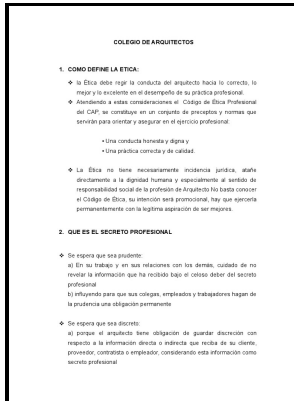 COLEGIO DE ARQUITECTOS
1. COMO DEFINE LA ETICA:
❖ la Ética debe regir la conducta del arquitecto hacia lo correcto, lo
mejor y lo excelente en el desempeño de su práctica profesional.
❖ Atendiendo a estas consideraciones el Código de Ética Profesional
del CAP, se constituye en un conjunto de preceptos y normas que
servirán para orientar y asegurar en el ejercicio profesional:
• Una conducta honesta y digna y
• Una práctica correcta y de calidad.
❖ La Ética no tiene necesariamente incidencia jurídica, atañe
directamente a la dignidad humana y especialmente al sentido de
responsabilidad social de la profesión de Arquitecto No basta conocer
el Código de Ética, su intención será promocional, hay que ejercerla
permanentemente con la legitima aspiración de ser mejores.
2. QUE ES EL SECRETO PROFESIONAL
❖ Se espera que sea prudente:
a) En su trabajo y en sus relaciones con los demás, cuidado de no
revelar la información que ha recibido bajo el celoso deber del secreto
profesional
b) influyendo para que sus colegas, empleados y trabajadores hagan de
la prudencia una obligación permanente
❖ Se espera que sea discreto:
a) porque el arquitecto tiene obligación de guardar discreción con
respecto a la información directa o indirecta que reciba de su cliente,
proveedor, contratista o empleador, considerando esta información como
secreto profesional